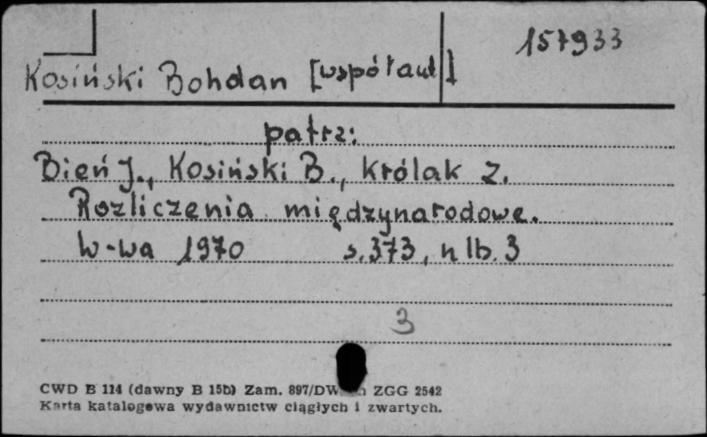 157933
Kosiński Bohdan [współaut]
patrz:
Bień J., Kosiński B., Królak Z.
Rozliczenia międzynarodowe.
W-wa 1970 s. 373, nlb. 3
3
CWD B 114 (dawny B 15b) Zam. 897/DW ZGG 2542
Karta katalogowa wydawnictw ciągłych i zwartych.